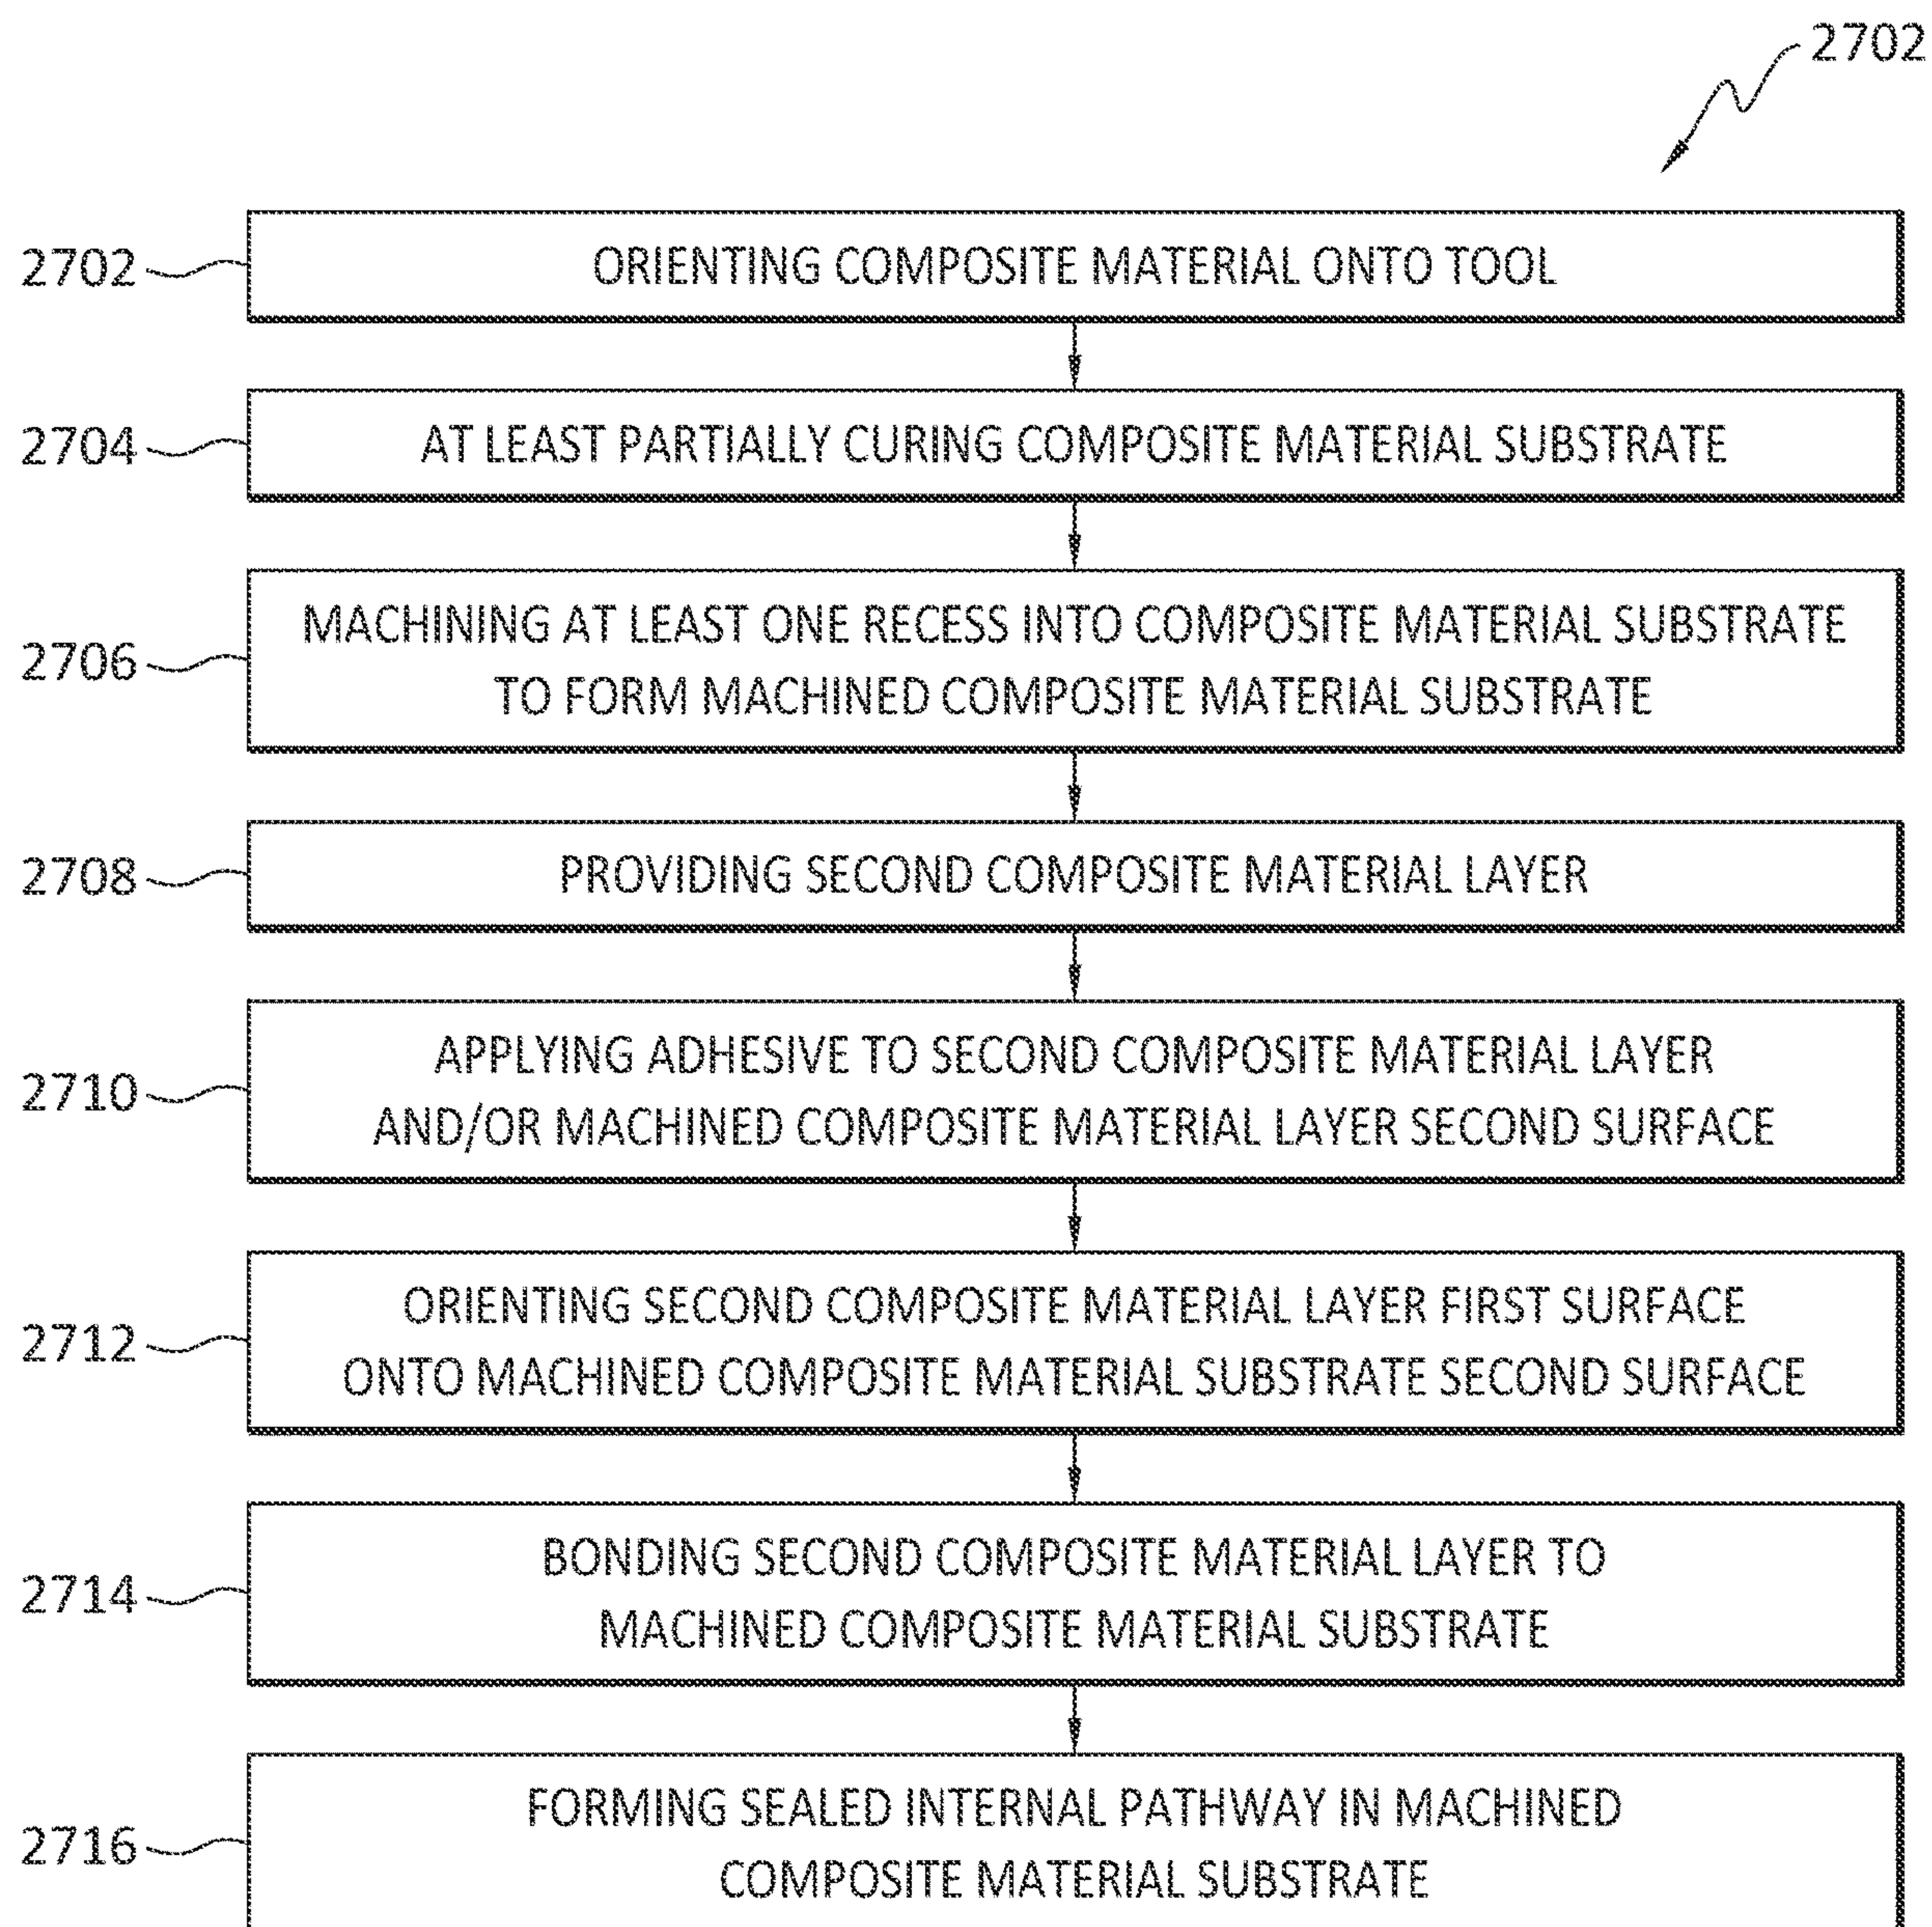 2702
2702
ORIENTING COMPOSITE MATERIAL ONTO TOOL
2704
AT LEAST PARTIALLY CURING COMPOSITE MATERIAL SUBSTRATE
2706
MACHINING AT LEAST ONE RECESS INTO COMPOSITE MATERIAL SUBSTRATE
TO FORM MACHINED COMPOSITE MATERIAL SUBSTRATE
2708
PROVIDING SECOND COMPOSITE MATERIAL LAYER
2710
APPLYING ADHESIVE TO SECOND COMPOSITE MATERIAL LAYER
AND/OR MACHINED COMPOSITE MATERIAL LAYER SECOND SURFACE
2712
ORIENTING SECOND COMPOSITE MATERIAL LAYER FIRST SURFACE
ONTO MACHINED COMPOSITE MATERIAL SUBSTRATE SECOND SURFACE
2714
BONDING SECOND COMPOSITE MATERIAL LAYER TO
MACHINED COMPOSITE MATERIAL SUBSTRATE
2716
FORMING SEALED INTERNAL PATHWAY IN MACHINED
COMPOSITE MATERIAL SUBSTRATE